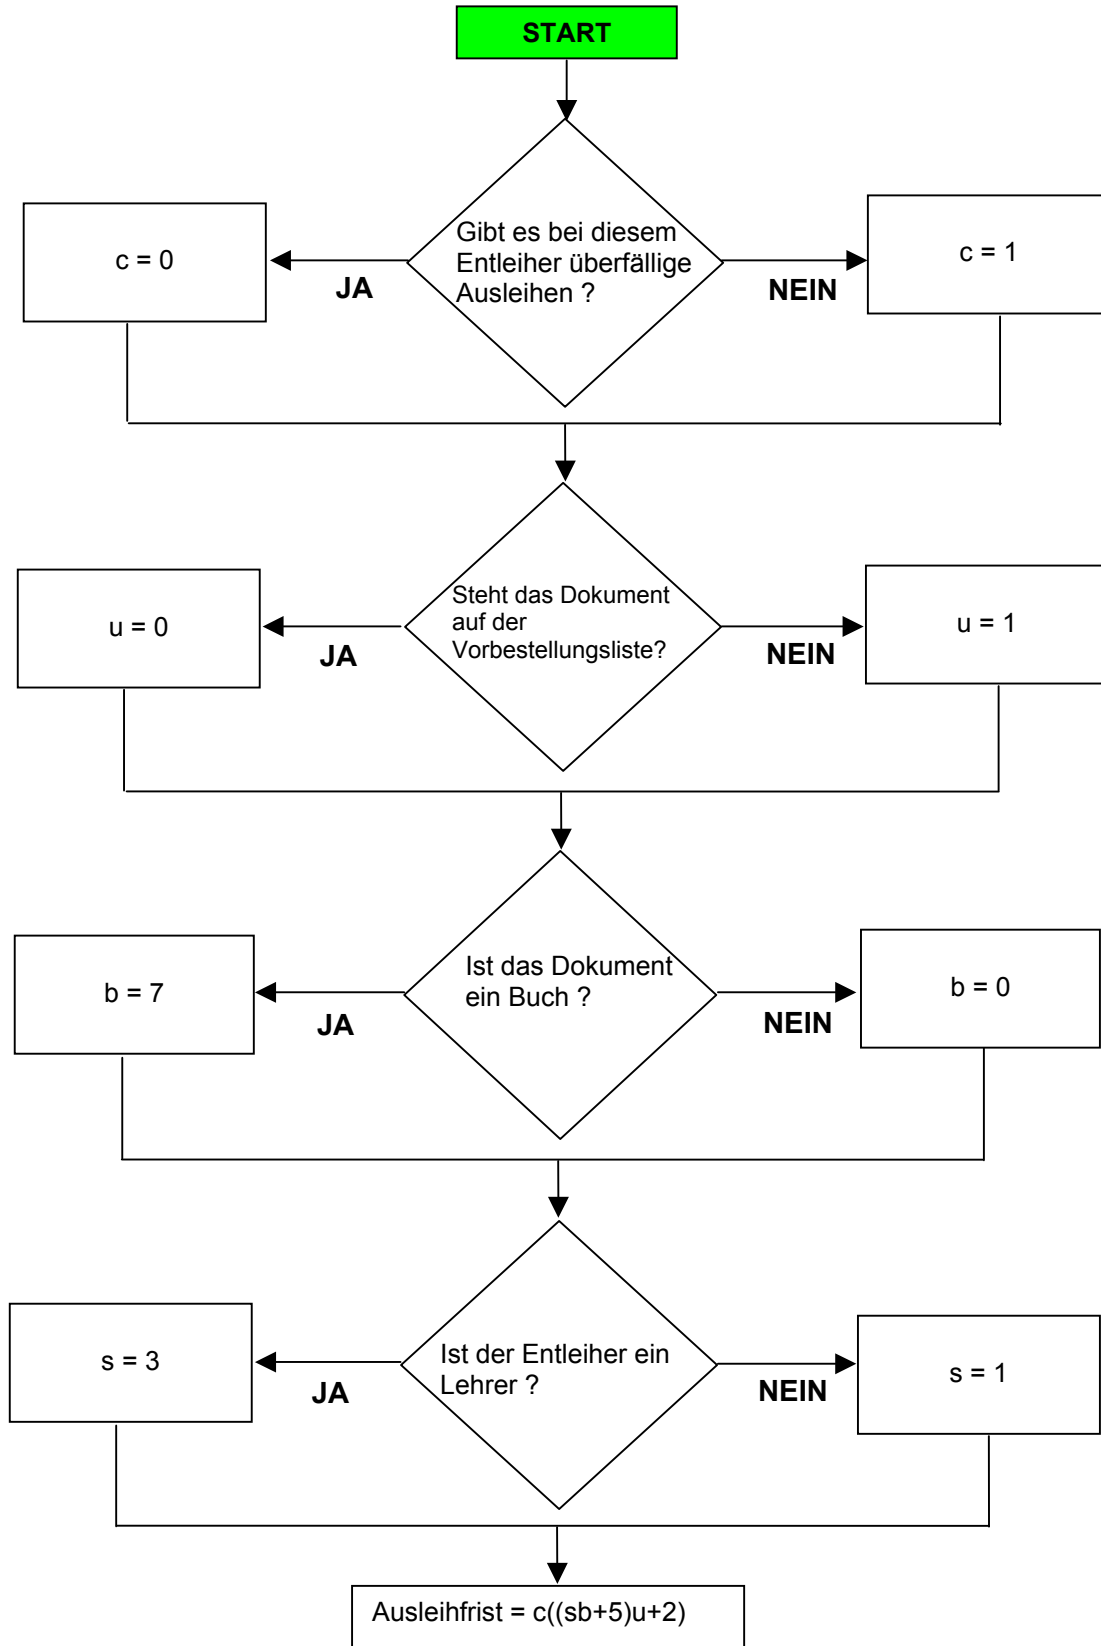 START
Gibt es bei diesem
Entleiher überfällige
Ausleihen ?
c = 0
JA
NEIN
c = 1
Steht das Dokument
auf der
Vorbestellungsliste?
u = 0
JA
NEIN
u = 1
Ist das Dokument
ein Buch ?
b = 7
JA
NEIN
b = 0
Ist der Entleiher ein
Lehrer ?
s = 3
JA
NEIN
s = 1
Ausleihfrist = c((sb+5)u+2)